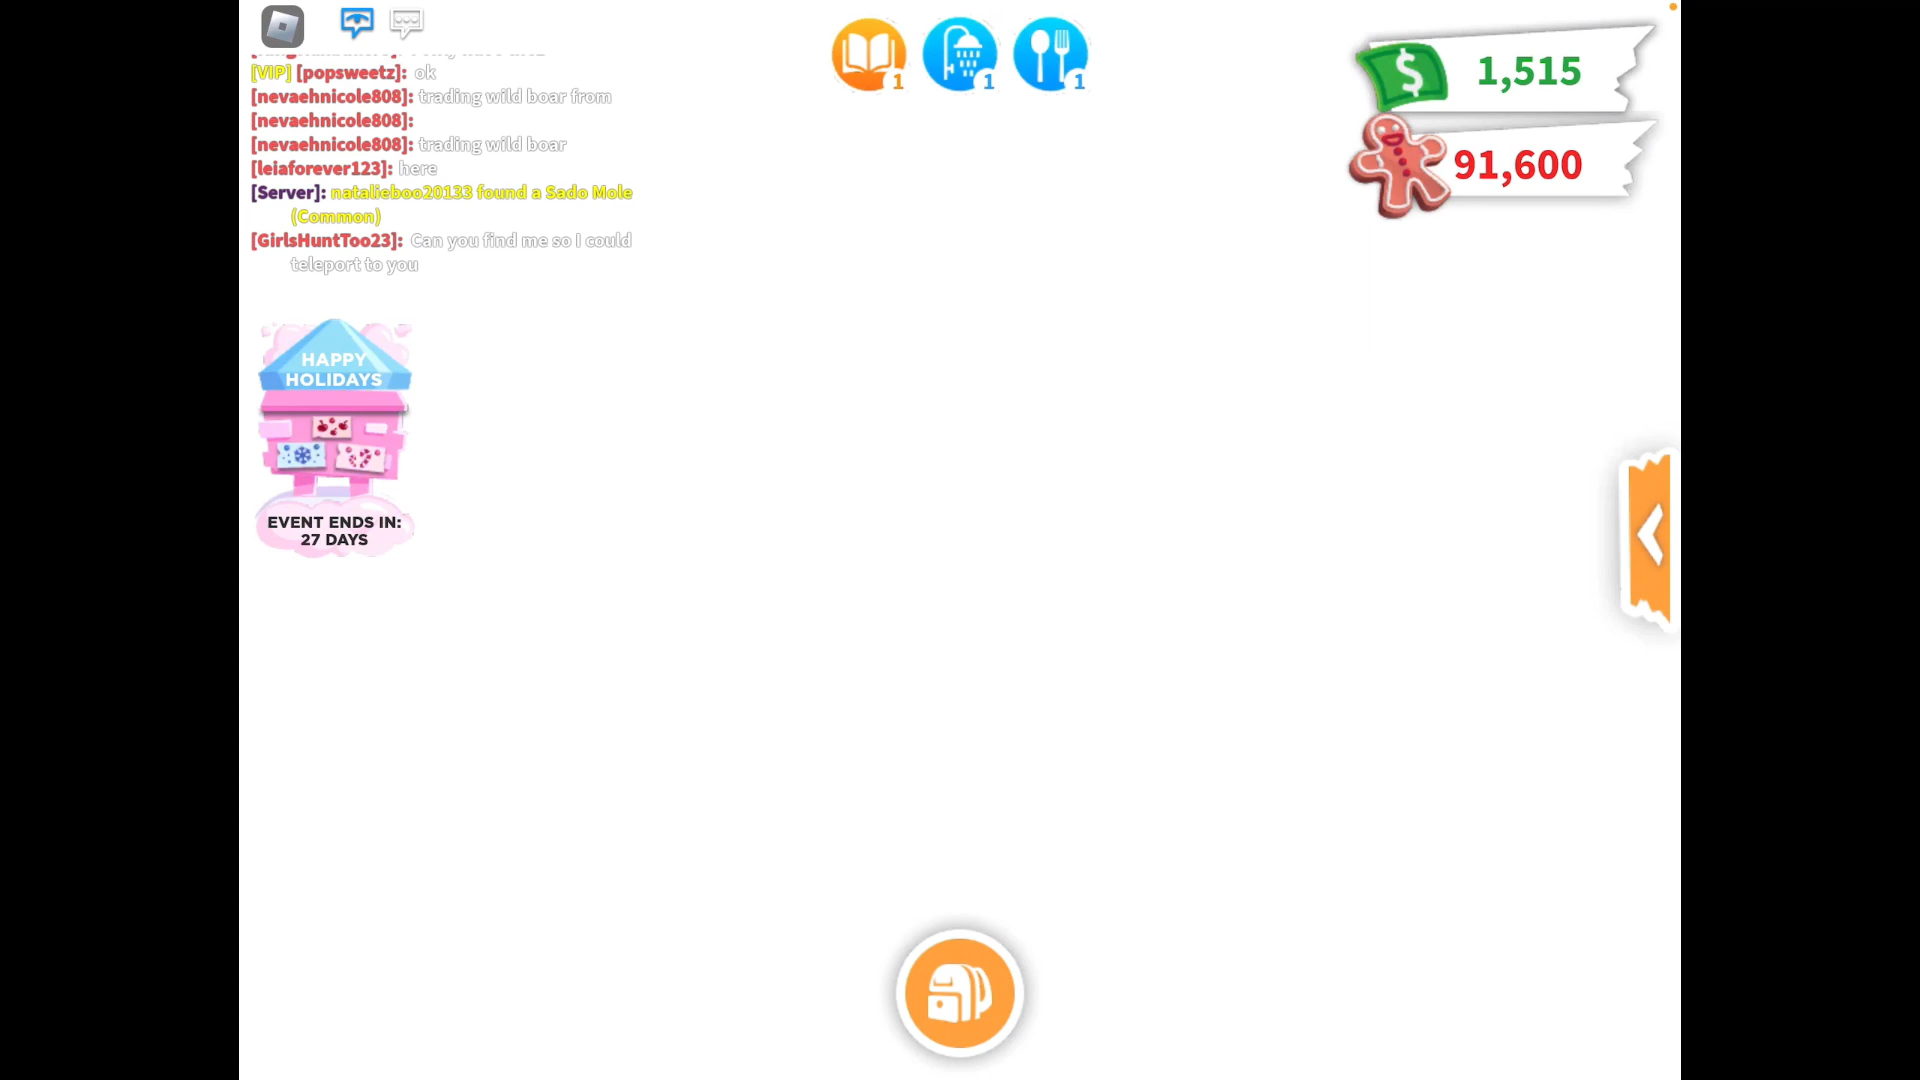 [VIP] [popsweetz]: ok
[nevaehnicole808]: trading wild boar from
[nevaehnicole808]:
[nevaehnicole808]: trading wild boar
[leiaforever123]: here
[Server]: natalieboo20133 found a Sado Mole
(Common)
[GirlsHuntToo23]: Can you find me so I could
teleport to you
1
1
1
$ 1,515
91,600
HAPPY
HOLIDAYS
EVENT ENDS IN:
27 DAYS